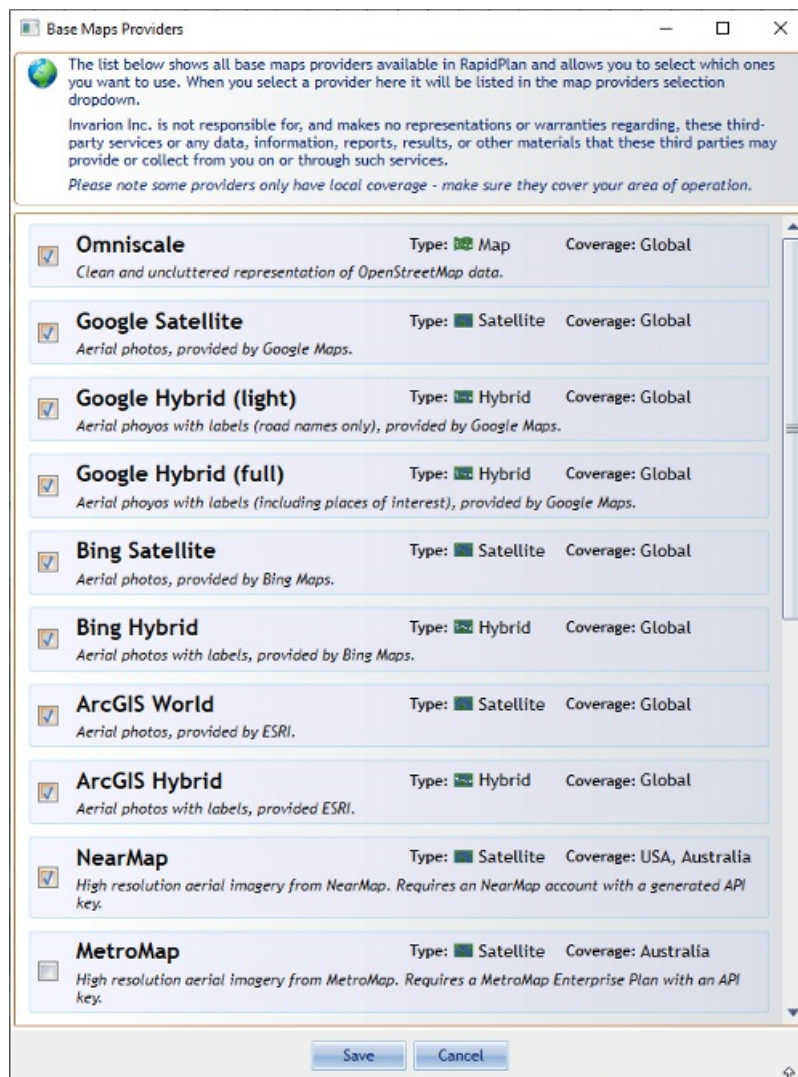 Base Maps Providers
The list below shows all base maps providers available in RapidPlan and allows you to select which ones
you want to use. When you select a provider here it will be listed in the map providers selection
dropdown.
Invarion Inc. is not responsible for, and makes no representations or warranties regarding, these third-
party services or any data, information, reports, results, or other materials that these third parties may
provide or collect from you on or through such services.
Please note some providers only have local coverage - make sure they cover your area of operation.
Omniscale Type: Map Coverage: Global
Clean and uncluttered representation of OpenStreetMap data.
Google Satellite Type: Satellite Coverage: Global
Aerial photos, provided by Google Maps.
Google Hybrid (light) Type: Hybrid Coverage: Global
Aerial phoyos with labels (road names only), provided by Google Maps.
Google Hybrid (full) Type: Hybrid Coverage: Global
Aerial phoyos with labels (including places of interest), provided by Google Maps.
Bing Satellite Type: Satellite Coverage: Global
Aerial photos, provided by Bing Maps.
Bing Hybrid Type: Hybrid Coverage: Global
Aerial photos with labels, provided by Bing Maps.
ArcGIS World Type: Satellite Coverage: Global
Aerial photos, provided by ESRI.
ArcGIS Hybrid Type: Hybrid Coverage: Global
Aerial photos with labels, provided ESRI.
NearMap Type: Satellite Coverage: USA, Australia
High resolution aerial imagery from NearMap. Requires an NearMap account with a generated API
key.
MetroMap Type: Satellite Coverage: Australia
High resolution aerial imagery from MetroMap. Requires a MetroMap Enterprise Plan with an API
key.
Save Cancel